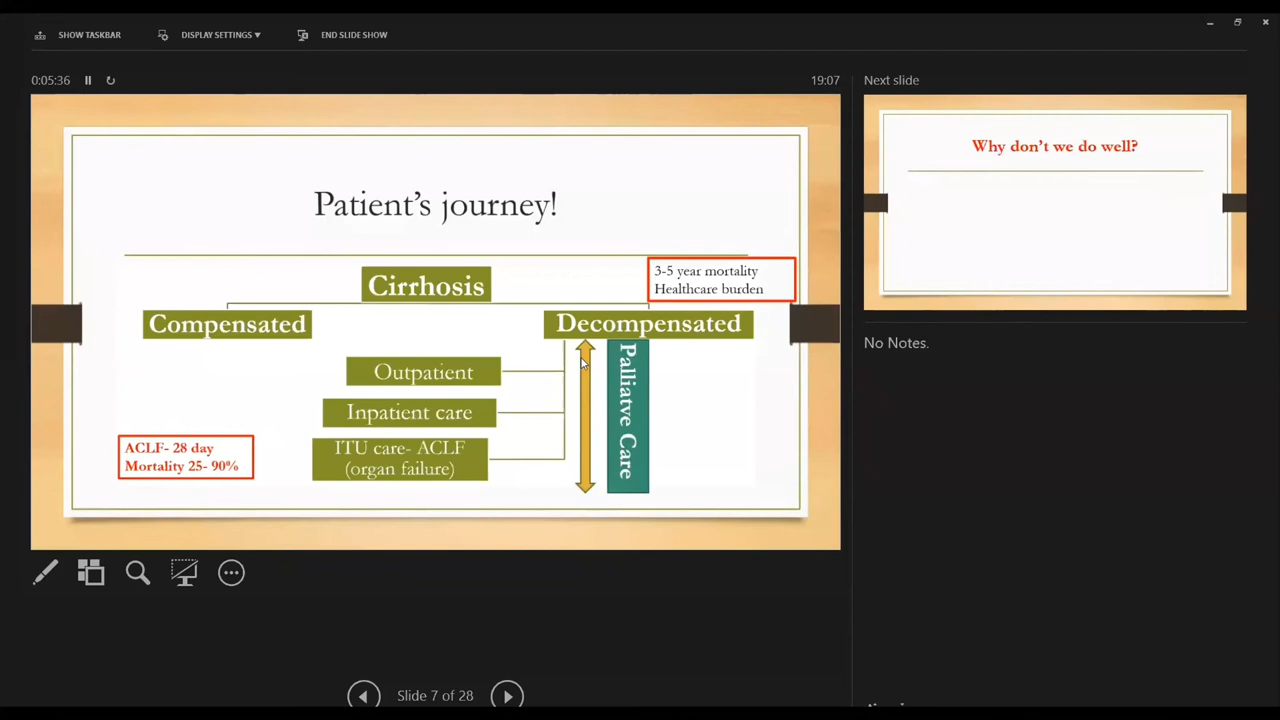 SHOW TASKBAR
DISPLAY SETTINGS
END SLIDE SHOW
0:05:36
19:07
Next slide
Patient's journey!
Cirrhosis
3-5 year mortality
Healthcare burden
Compensated
Decompensated
Outpatient
Inpatient care
ITU care- ACLF
(organ failure)
ACLF- 28 day
Mortality 25- 90%
Palliatve Care
Why don't we do well?
No Notes.
Slide 7 of 28